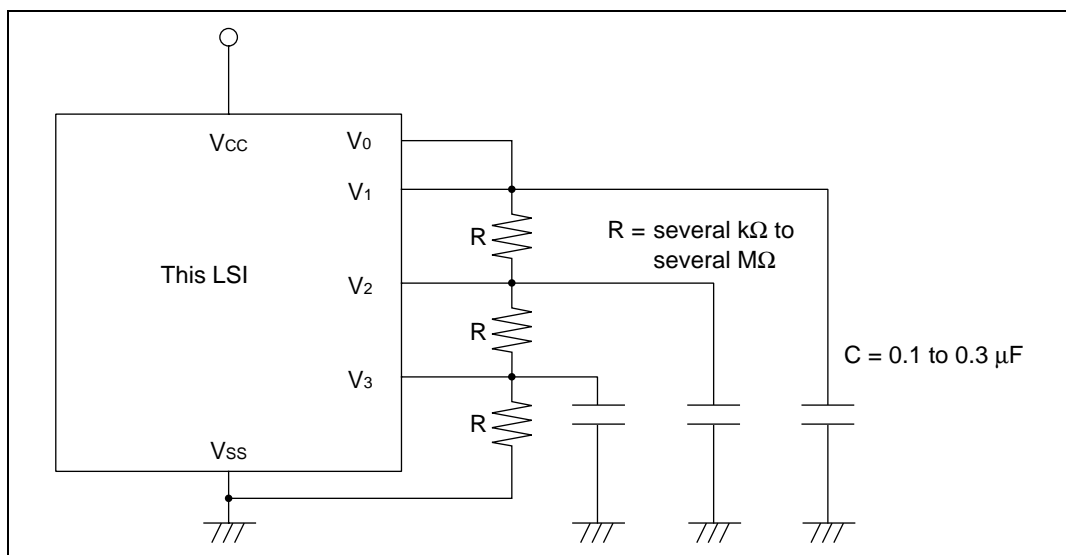 VCC
V0
V1
R
R = several kΩ to
several MΩ
This LSI
V2
R
C = 0.1 to 0.3 μF
V3
R
VSS